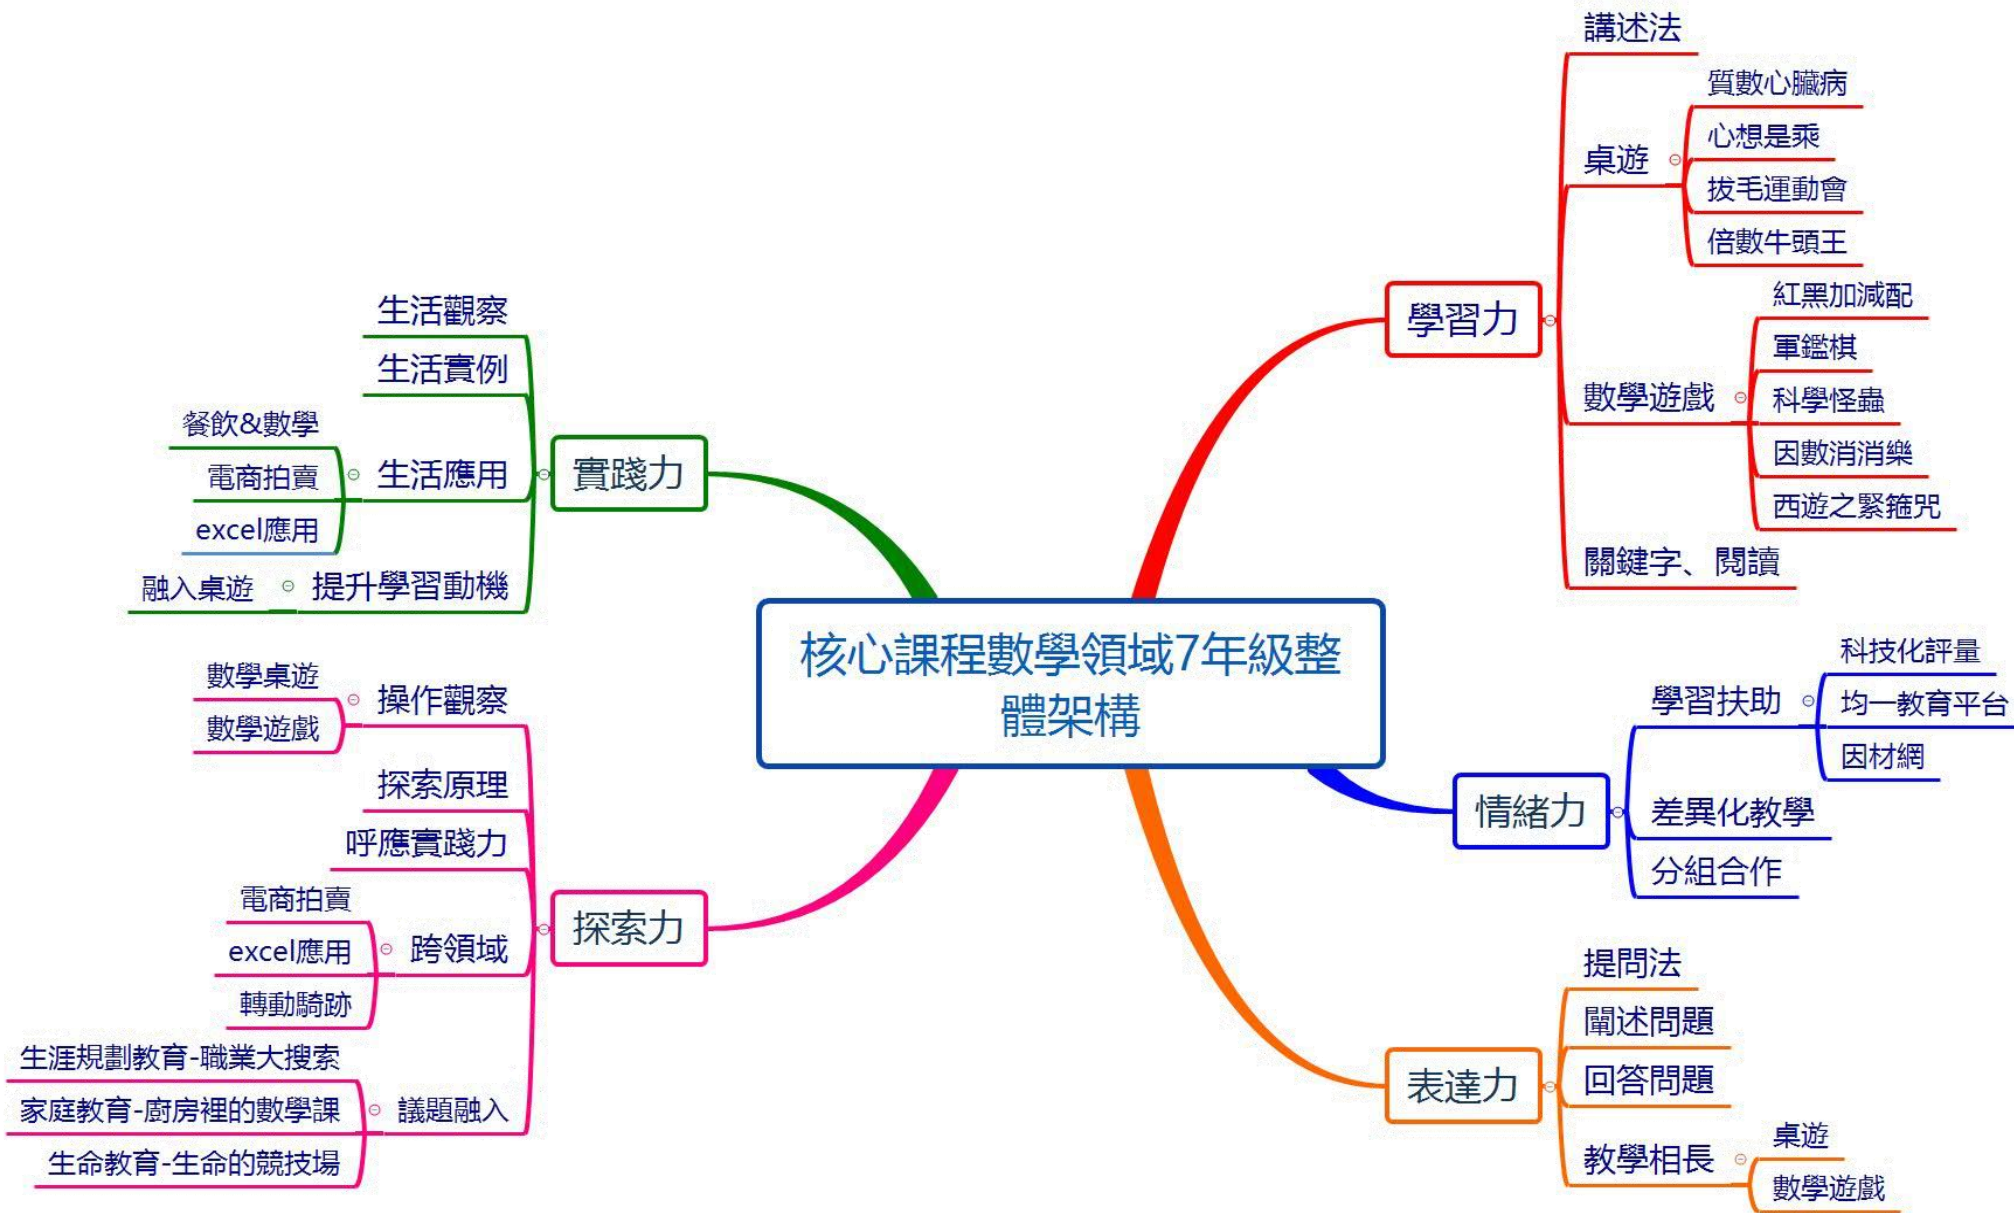 核心課程數學領域7年級整
體架構
學習力
講述法
桌遊
質數心臟病
心想是乘
拔毛運動會
倍數牛頭王
數學遊戲
紅黑加減配
軍鑑棋
科學怪蟲
因數消消樂
西遊之緊箍咒
關鍵字、閱讀
情緒力
學習扶助
科技化評量
均一教育平台
因材網
差異化教學
分組合作
表達力
提問法
闡述問題
回答問題
教學相長
桌遊
數學遊戲
實踐力
生活觀察
生活實例
生活應用
餐飲&數學
電商拍賣
excel應用
提升學習動機
融入桌遊
探索力
操作觀察
數學桌遊
數學遊戲
探索原理
呼應實踐力
跨領域
電商拍賣
excel應用
轉動騎跡
議題融入
生涯規劃教育-職業大搜索
家庭教育-廚房裡的數學課
生命教育-生命的競技場